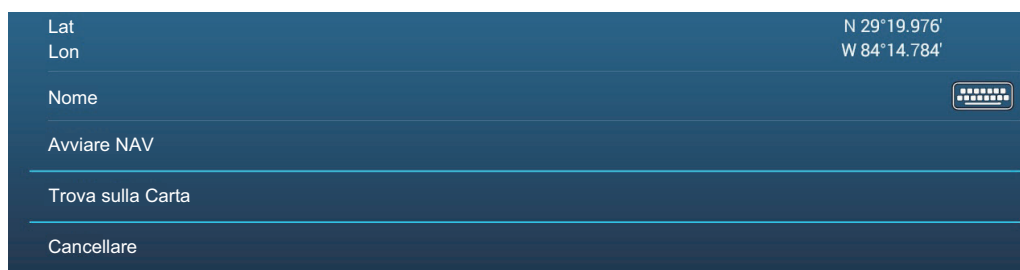 Lat N 29°19.976'
Lon W 84°14.784'
Nome
Avviare NAV
Trova sulla Carta
Cancellare